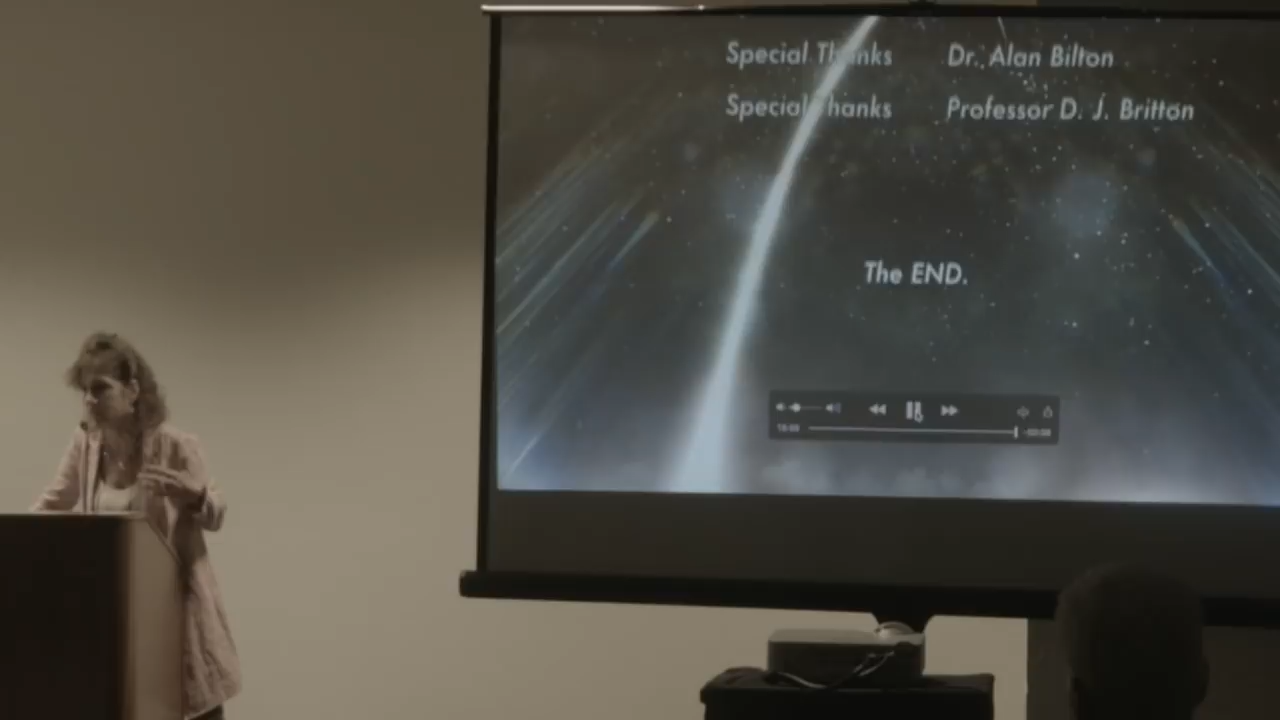 Special Thanks Dr. Alan Bilton
Special Thanks Professor D. J. Britton
The END.